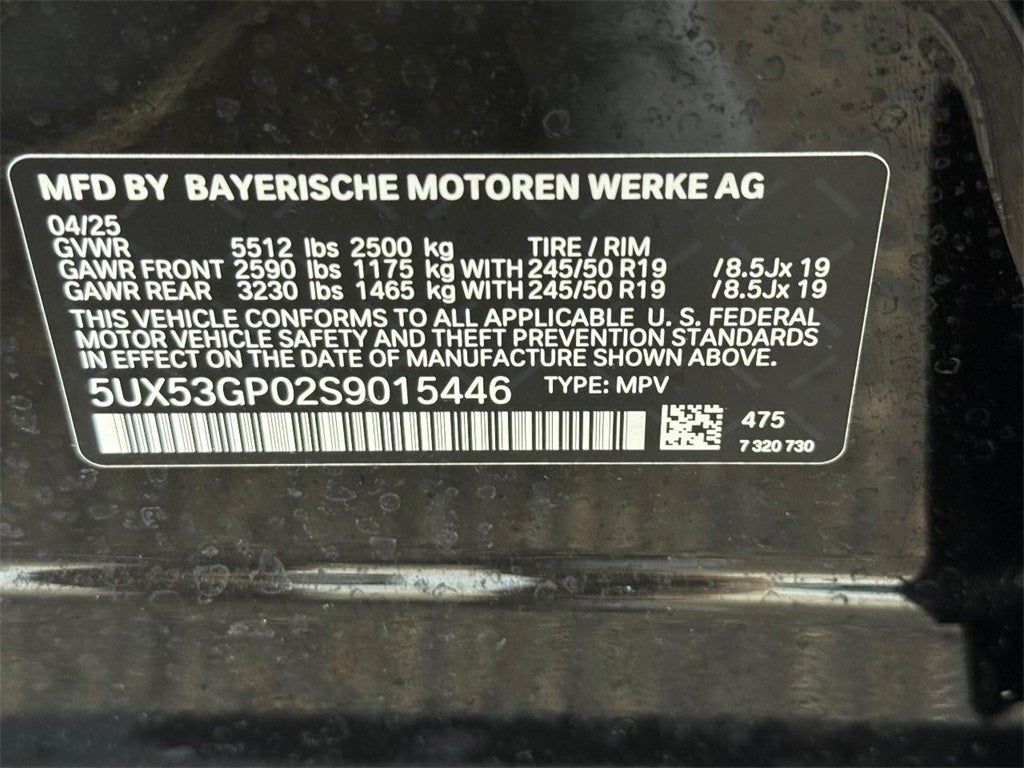 MFD BY BAYERISCHE MOTOREN WERKE AG
04/25
GVWR 5512 lbs 2500 kg TIRE / RIM
GAWR FRONT 2590 lbs 1175 kg WITH 245/50 R19 / 8.5Jx 19
GAWR REAR 3230 lbs 1465 kg WITH 245/50 R19 / 8.5Jx 19
THIS VEHICLE CONFORMS TO ALL APPLICABLE U. S. FEDERAL
MOTOR VEHICLE SAFETY AND THEFT PREVENTION STANDARDS
IN EFFECT ON THE DATE OF MANUFACTURE SHOWN ABOVE.
5UX53GP02S9015446 TYPE: MPV
475
7 320 730